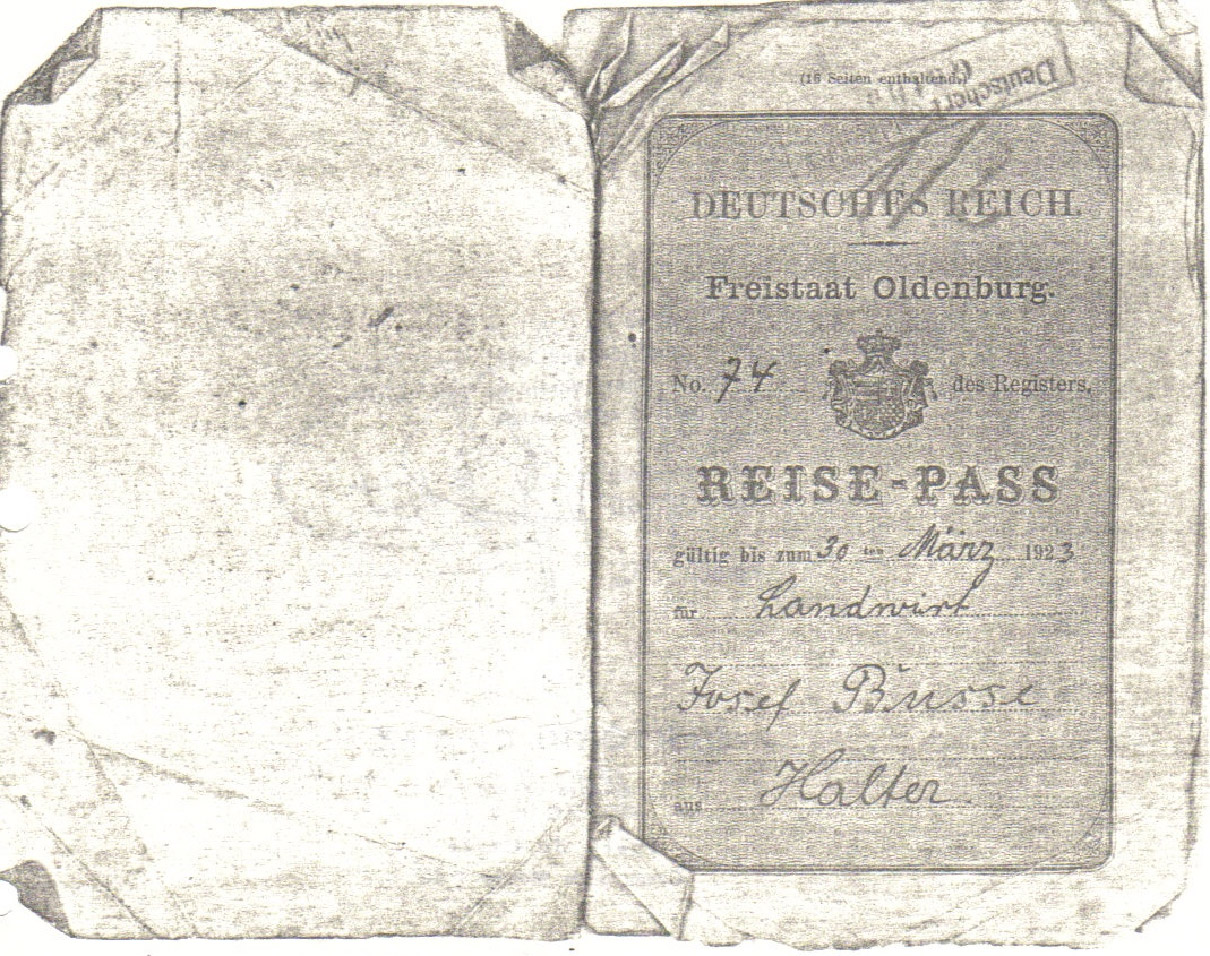 (16 Seiten enthaltend)
Deutscher
DEUTSCHES REICH.
Freistaat Oldenburg.
No. 74 des Registers.
REISE-PASS
gültig bis zum 30 ten März 1923
für Landwirt
Josef Busse
aus Halter